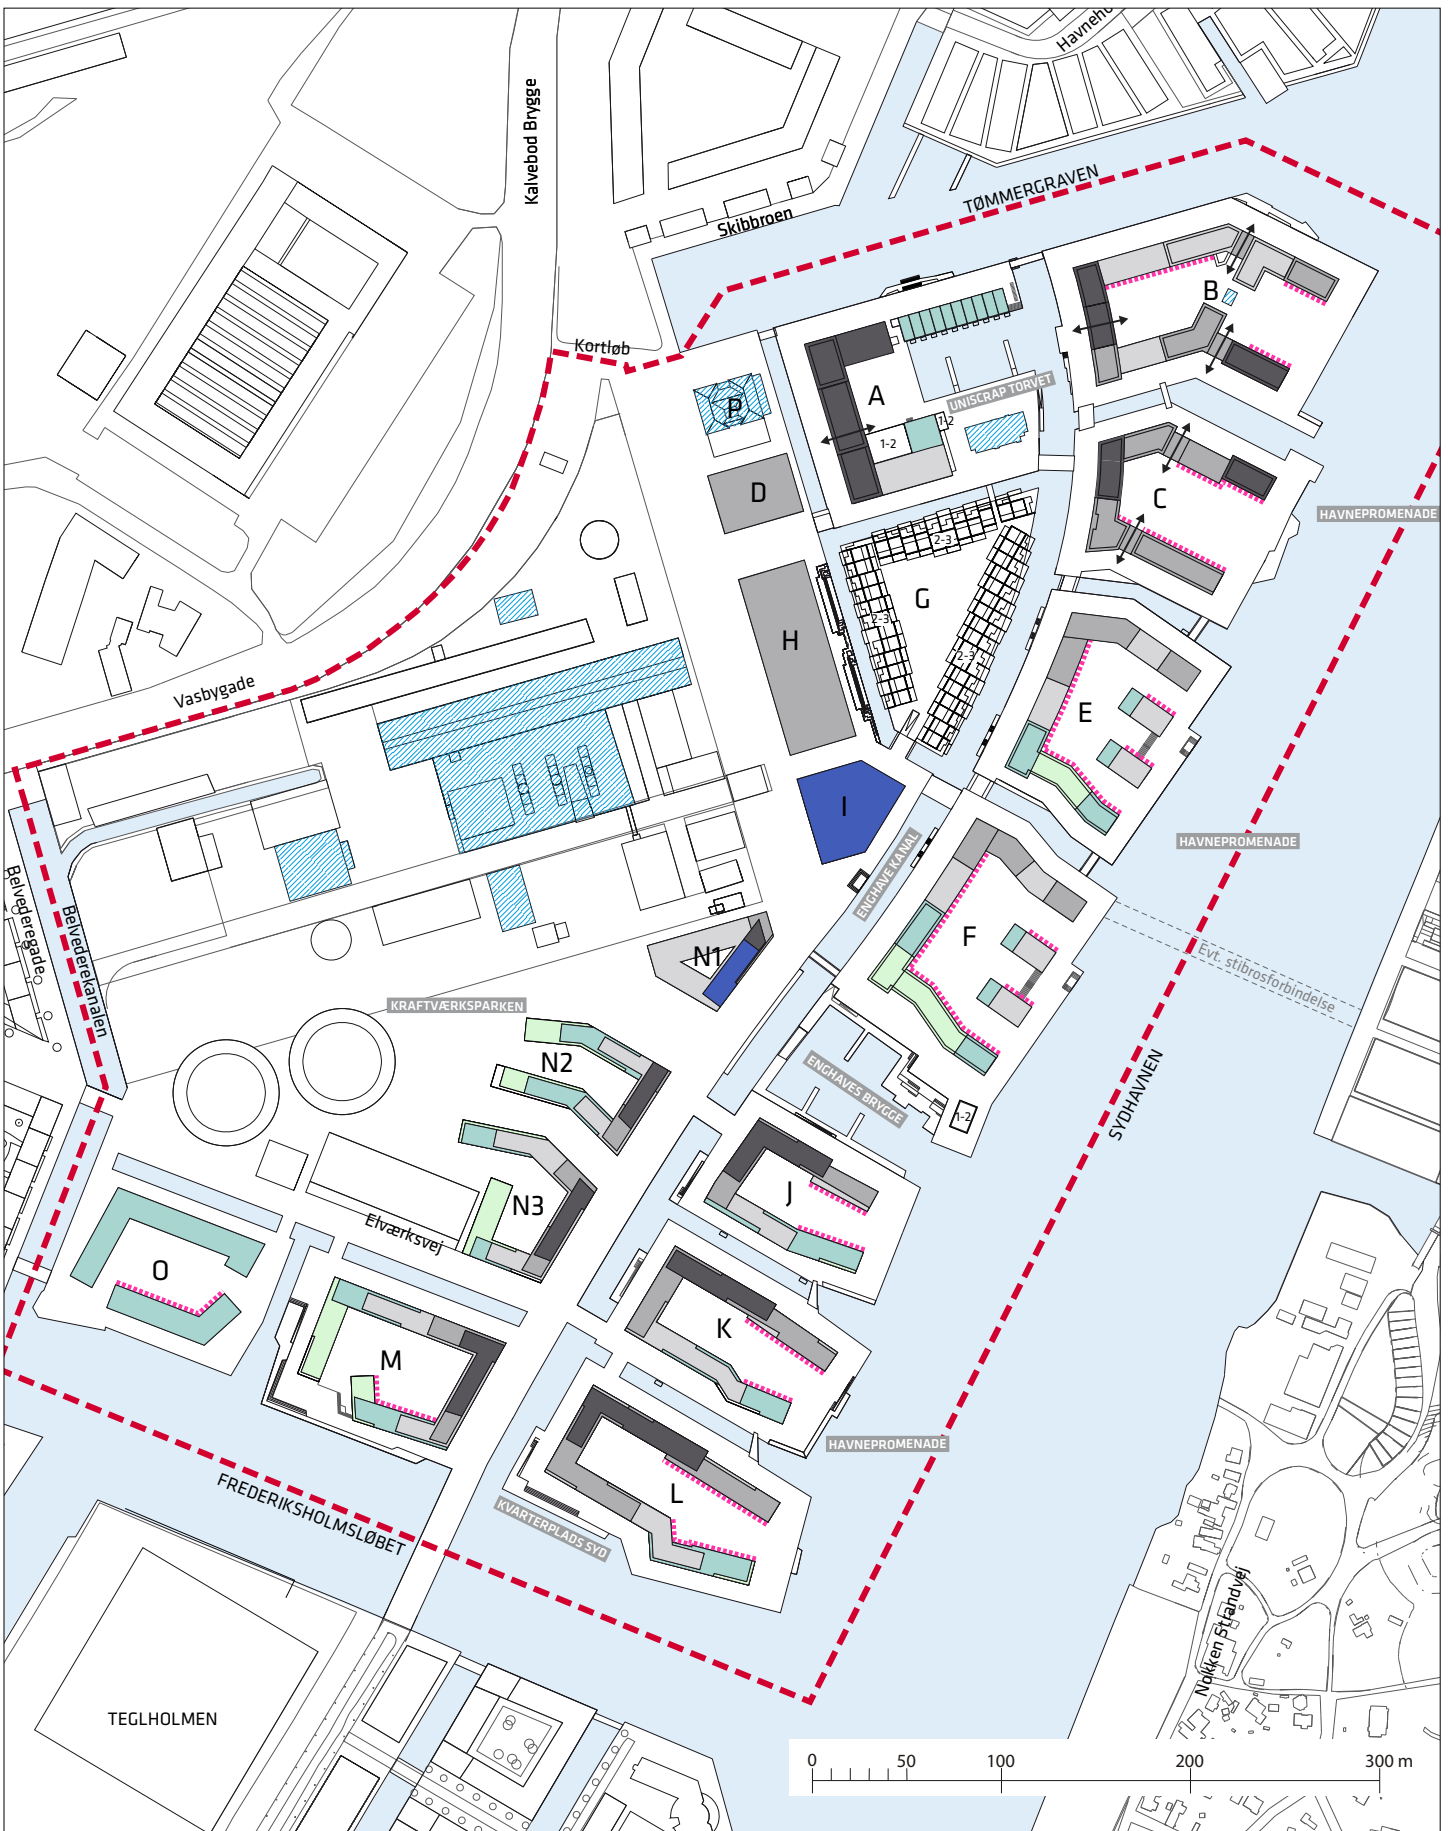 Havneho
Kalvebod Brygge
TØMMERGRAVEN
Skibbroen
B
Kortløb
A
P
UNISCRAP TORVET
1-2
1-2
D
C
HAVNEPROMENADE
2-3
G
2-3
H
2-3
Vasbygade
E
I
HAVNEPROMENADE
ENGHAVE KANAL
Belvederegade
Belvederekanalen
F
N1
Evt. stibrosforbindelse
KRAFTVÆRKSPARKEN
N2
ENGHAVES BRYGGE
1-2
SYDHAVNEN
J
N3
Elværksvej
O
K
M
HAVNEPROMENADE
L
FREDERIKSHOLMSLØBET
KVARTERPLADS SYD
Nokken Strandvej
TEGLHOLMEN
0 50 100 200 300 m